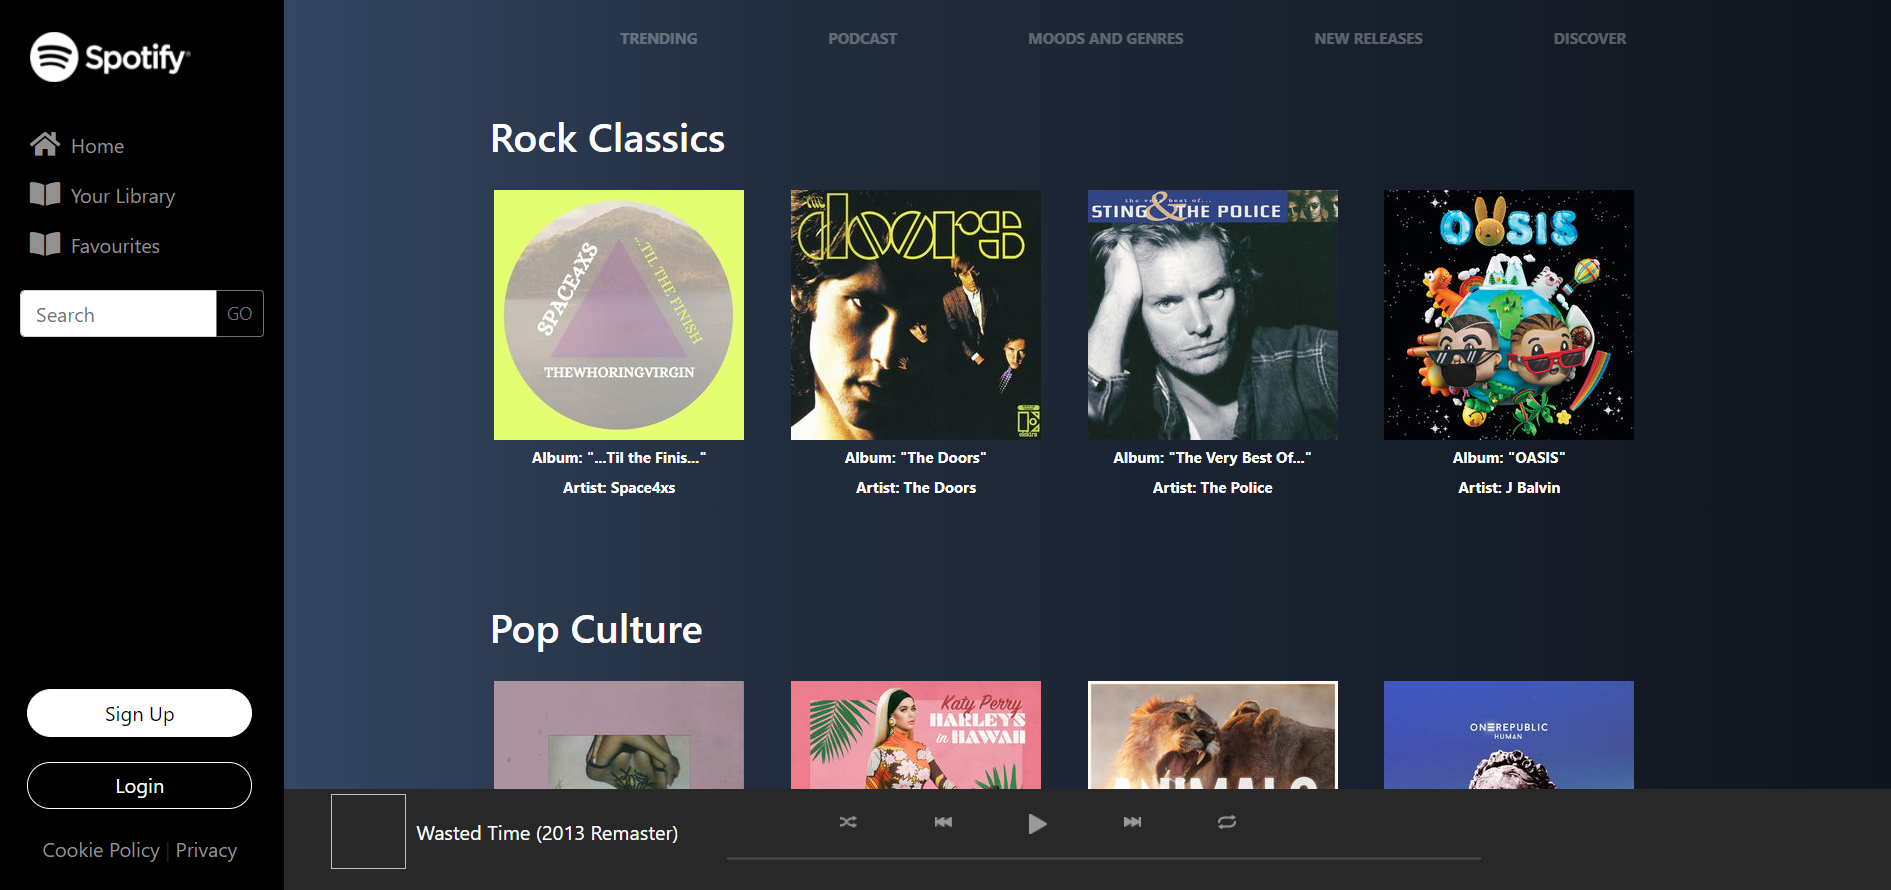 Spotify®
Home
Your Library
Favourites
Search
GO
Sign Up
Login
Cookie Policy | Privacy
TRENDING
PODCAST
MOODS AND GENRES
NEW RELEASES
DISCOVER
Rock Classics
SPACE4XS
...TIL THE FINISH
THEWHORINGVIRGIN
THE
doors
elektra
the very best of...
STING & THE POLICE
OASIS
Album: "...Til the Finis..."
Artist: Space4xs
Album: "The Doors"
Artist: The Doors
Album: "The Very Best Of..."
Artist: The Police
Album: "OASIS"
Artist: J Balvin
Pop Culture
Katy Perry
HARLEYS
in HAWAII
ANIMALS
ONEREPUBLIC
HUMAN
Wasted Time (2013 Remaster)